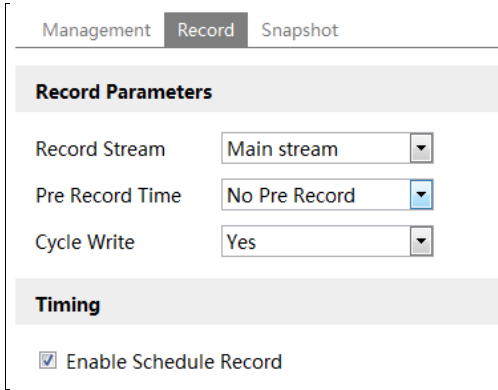 Management Record Snapshot
Record Parameters
Record Stream Main stream
Pre Record Time No Pre Record
Cycle Write Yes
Timing
Enable Schedule Record